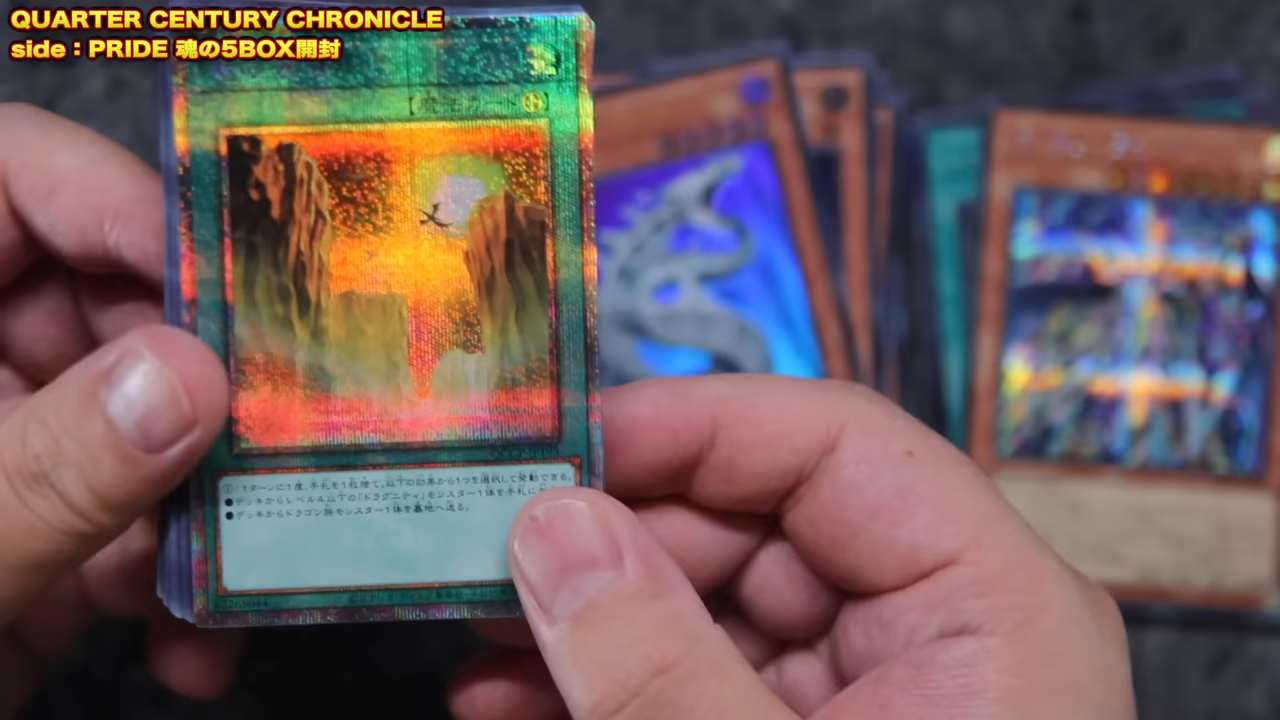 QUARTER CENTURY CHRONICLE
side：PRIDE 魂の5BOX開封
【魔法カード】
①：1ターンに1度、手札を1枚捨て、以下の効果から1つを選択して発動できる。
●デッキからレベル4以下の「ドラグニティ」モンスター1体を手札に
●デッキからドラゴン族モンスター1体を墓地へ送る。